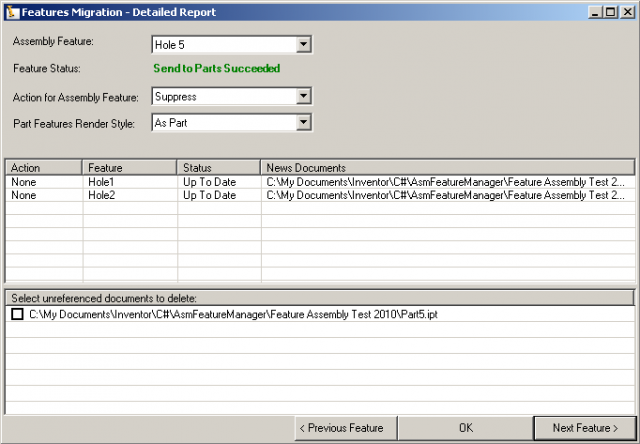 Features Migration - Detailed Report
Assembly Feature: Hole 5
Feature Status: Send to Parts Succeeded
Action for Assembly Feature: Suppress
Part Features Render Style: As Part
Action Feature Status News Documents
None Hole1 Up To Date C:\My Documents\Inventor\C#\AsmFeatureManager\Feature Assembly Test 2...
None Hole2 Up To Date C:\My Documents\Inventor\C#\AsmFeatureManager\Feature Assembly Test 2...
Select unreferenced documents to delete:
C:\My Documents\Inventor\C#\AsmFeatureManager\Feature Assembly Test 2010\Part5.ipt
< Previous Feature OK Next Feature >